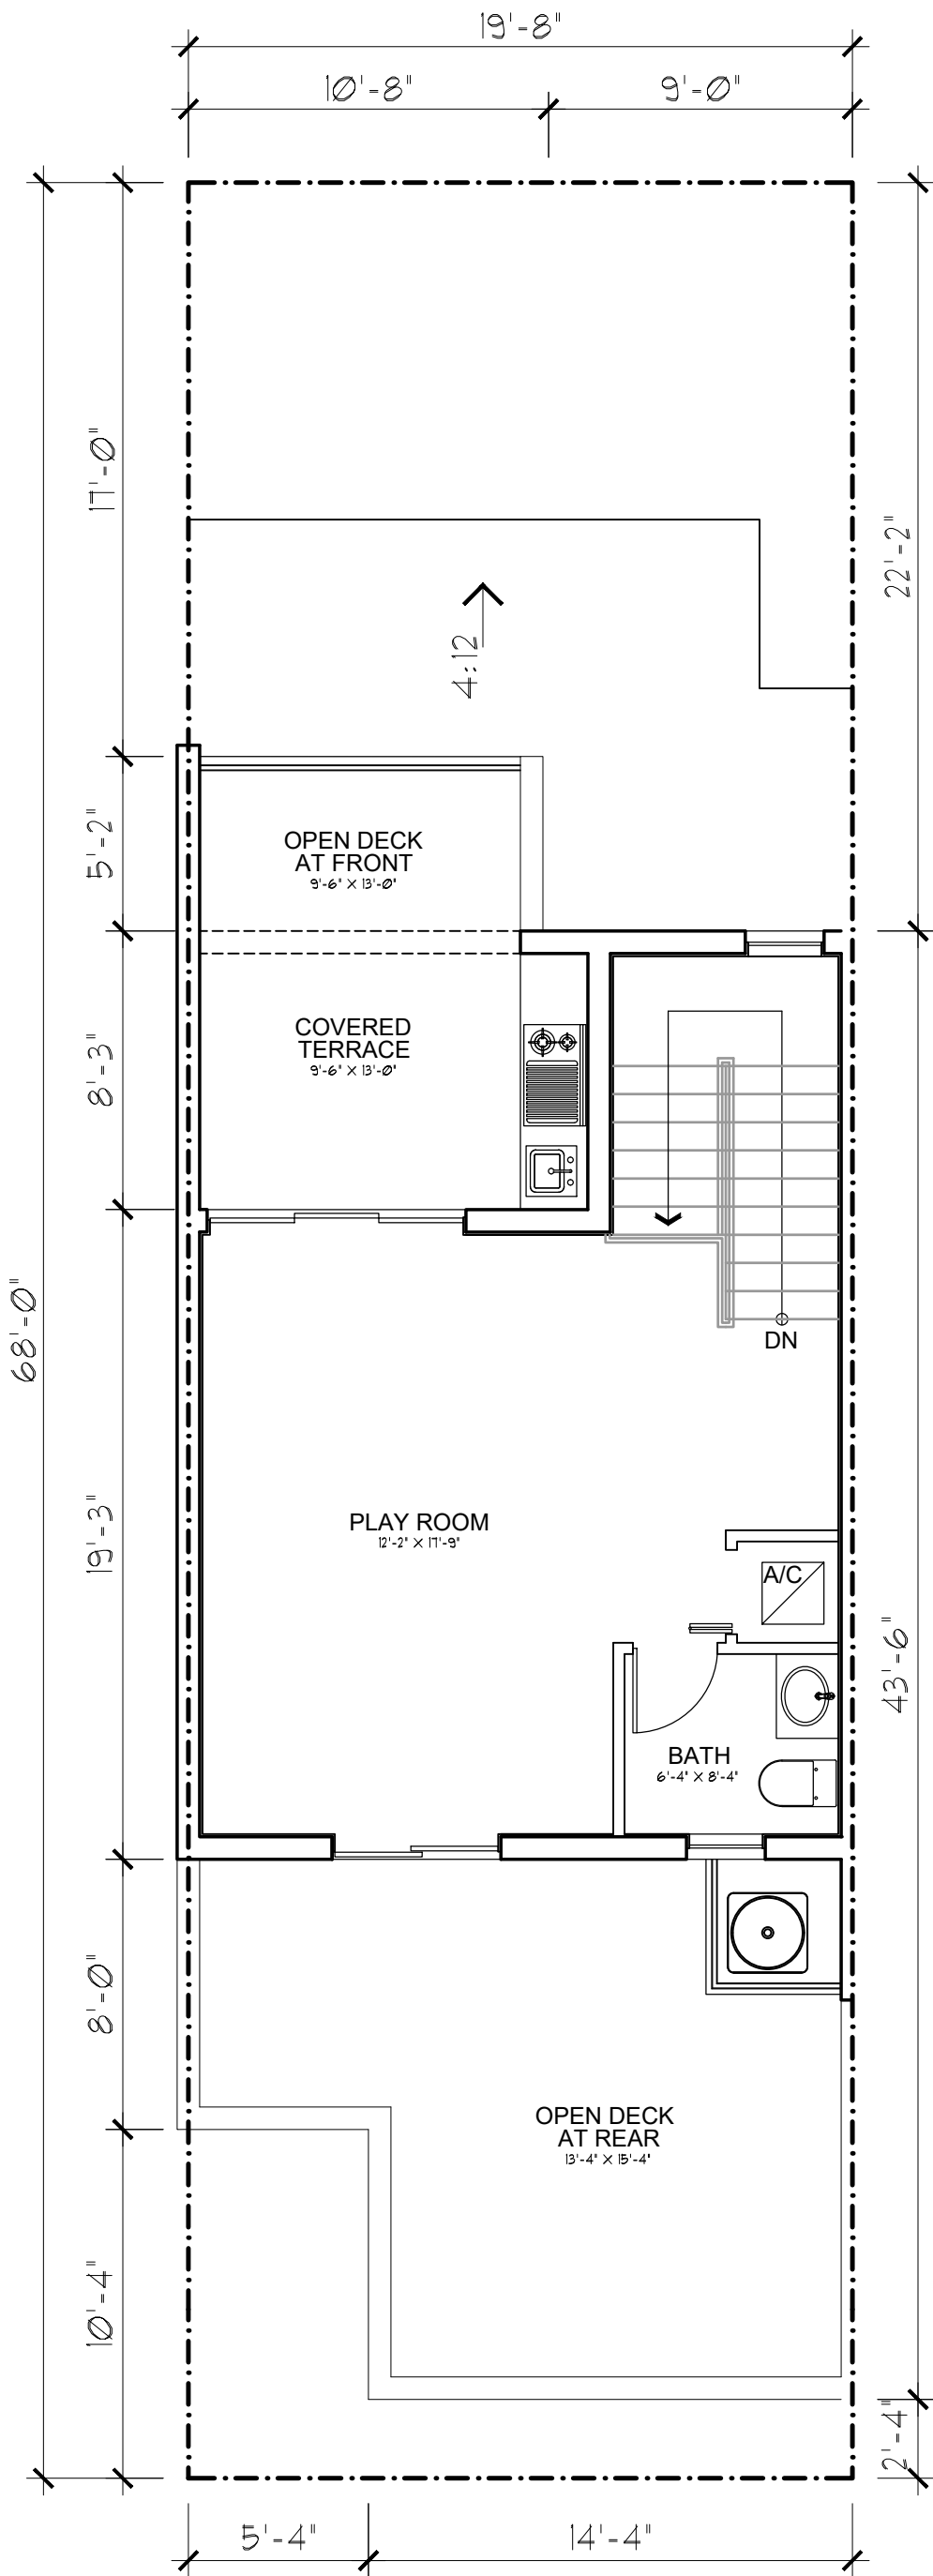 19'-8"
10'-8"
9'-0"
17'-0"
22'-2"
4:12
5'-2"
OPEN DECK
AT FRONT
9'-6" X 13'-0"
8'-3"
COVERED
TERRACE
9'-6" X 13'-0"
68'-0"
DN
19'-3"
PLAY ROOM
12'-2" X 17'-9"
A/C
43'-6"
BATH
6'-4" X 8'-4"
8'-0"
OPEN DECK
AT REAR
13'-4" X 15'-4"
10'-4"
2'-4"
5'-4"
14'-4"